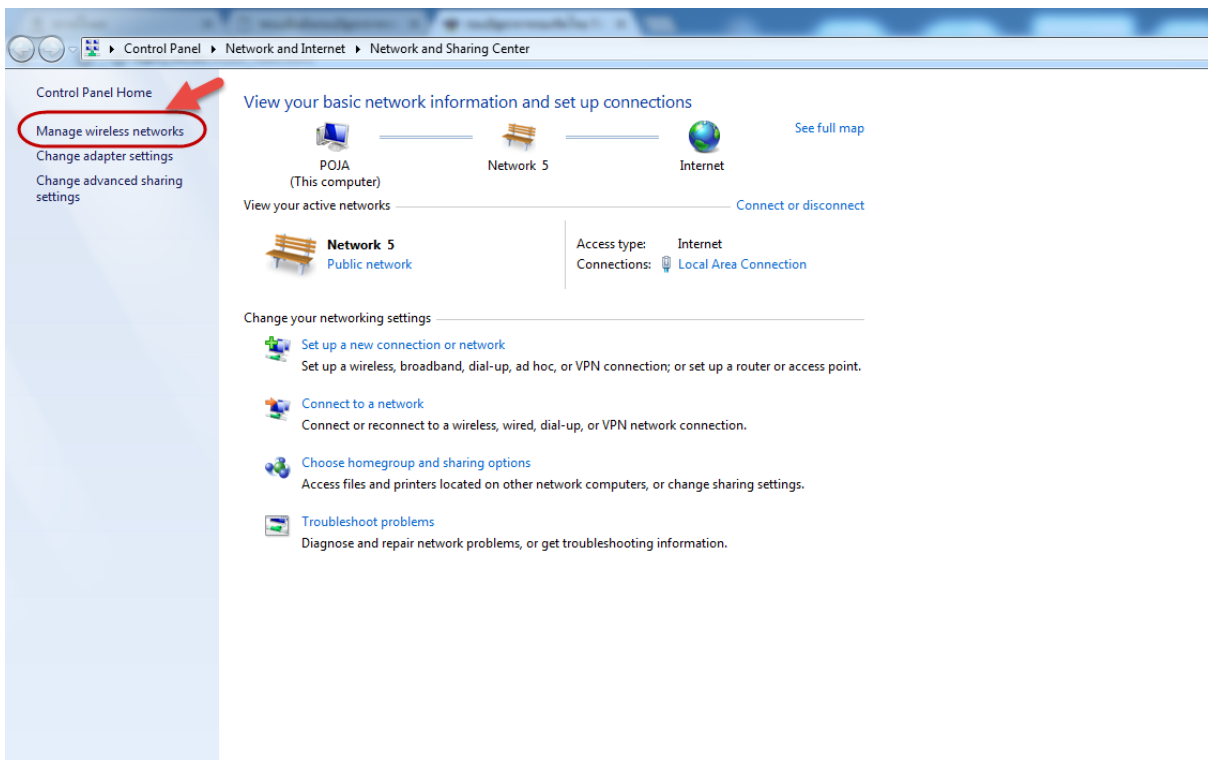 Control Panel ▸ Network and Internet ▸ Network and Sharing Center
Control Panel Home
Manage wireless networks
Change adapter settings
Change advanced sharing
settings
View your basic network information and set up connections
See full map
POJA
(This computer)
Network 5
Internet
View your active networks
Connect or disconnect
Network 5
Public network
Access type: Internet
Connections: Local Area Connection
Change your networking settings
Set up a new connection or network
Set up a wireless, broadband, dial-up, ad hoc, or VPN connection; or set up a router or access point.
Connect to a network
Connect or reconnect to a wireless, wired, dial-up, or VPN network connection.
Choose homegroup and sharing options
Access files and printers located on other network computers, or change sharing settings.
Troubleshoot problems
Diagnose and repair network problems, or get troubleshooting information.